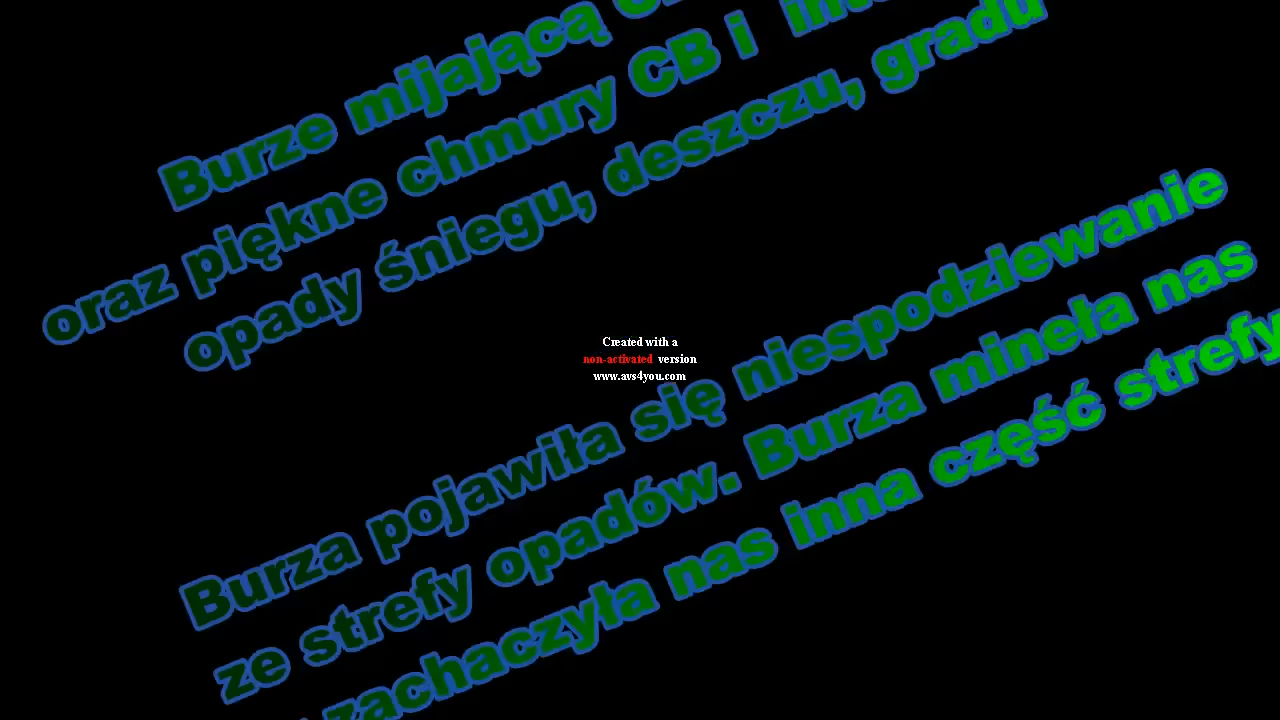 Burze mijającą
oraz piękne chmury CB i
opady śniegu, deszczu, gradu
Created with a
non-activated version
www.avs4you.com
Burza pojawiła się niespodziewanie
ze strefy opadów. Burza mineła nas
zachaczyła nas inna część strefy